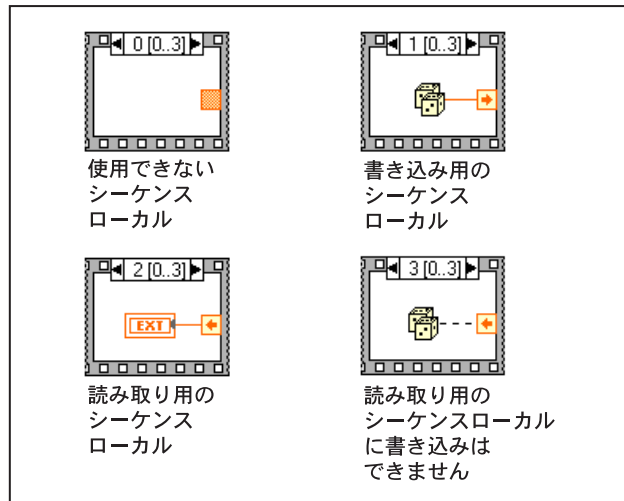 0 [0..3]
使用できない
シーケンス
ローカル
1 [0..3]
書き込み用の
シーケンス
ローカル
2 [0..3]
EXT
読み取り用の
シーケンス
ローカル
3 [0..3]
読み取り用の
シーケンスローカル
に書き込みは
できません